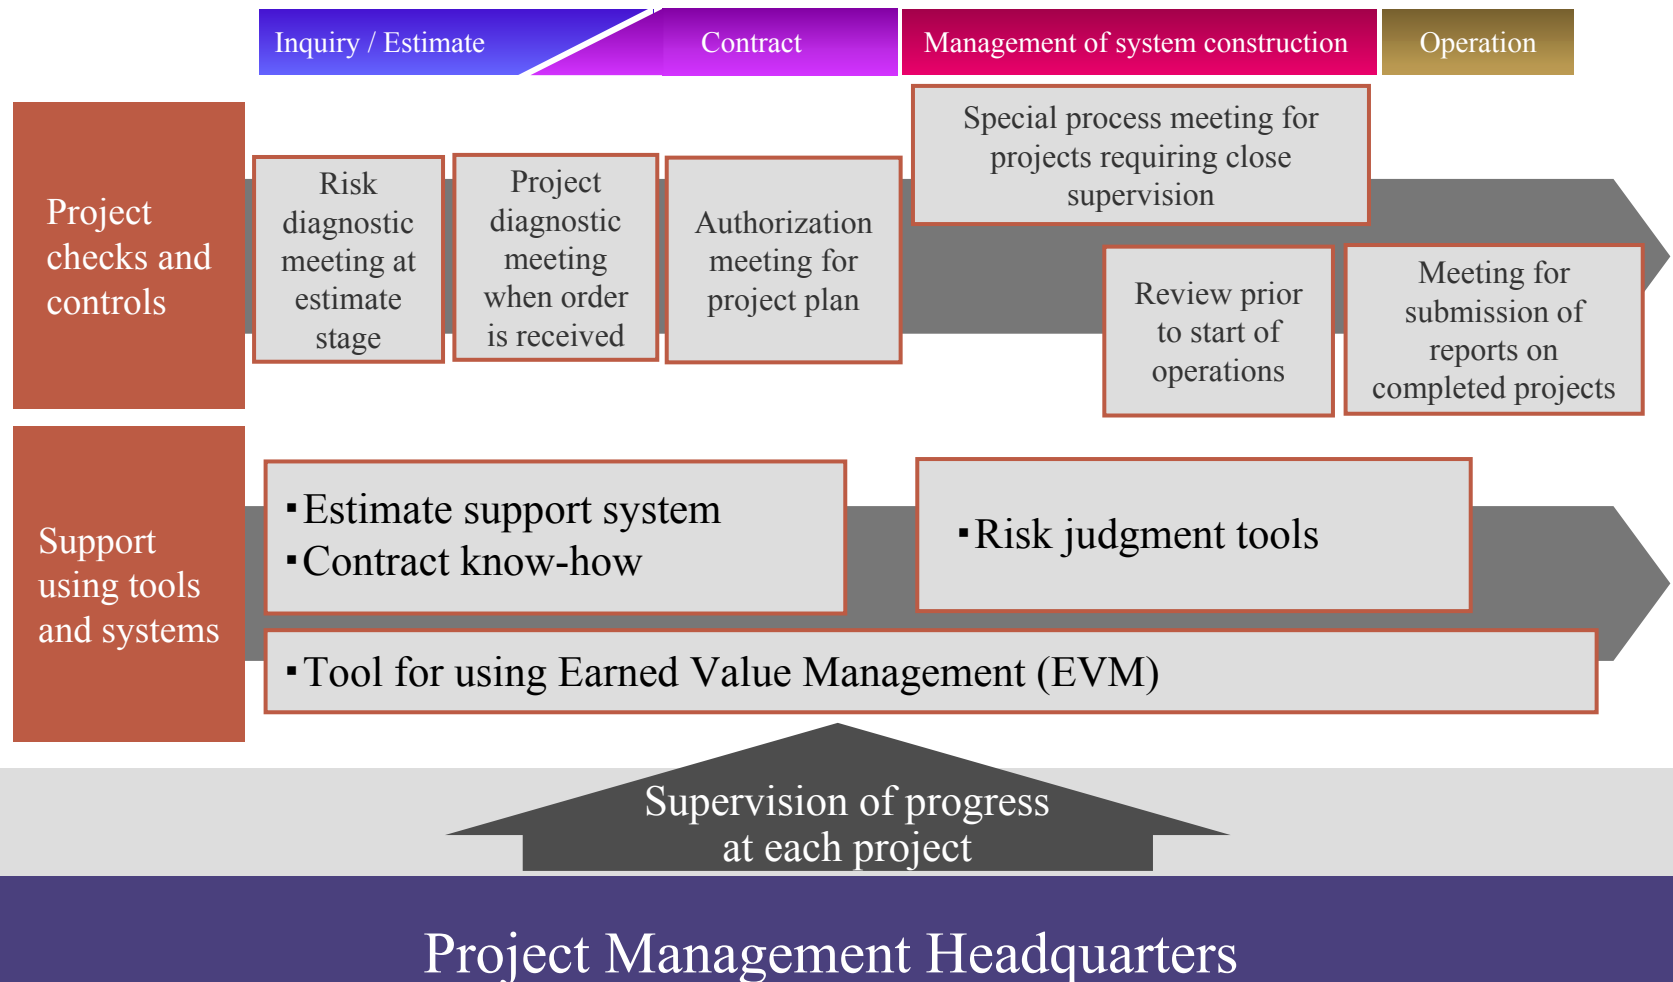 Inquiry / Estimate
Contract
Management of system construction
Operation
Project
checks and
controls
Risk
diagnostic
meeting at
estimate
stage
Project
diagnostic
meeting
when order
is received
Authorization
meeting for
project plan
Special process meeting for
projects requiring close
supervision
Review prior
to start of
operations
Meeting for
submission of
reports on
completed projects
Support
using tools
and systems
▪Estimate support system
▪Contract know-how
▪Risk judgment tools
▪Tool for using Earned Value Management (EVM)
Supervision of progress
at each project
Project Management Headquarters